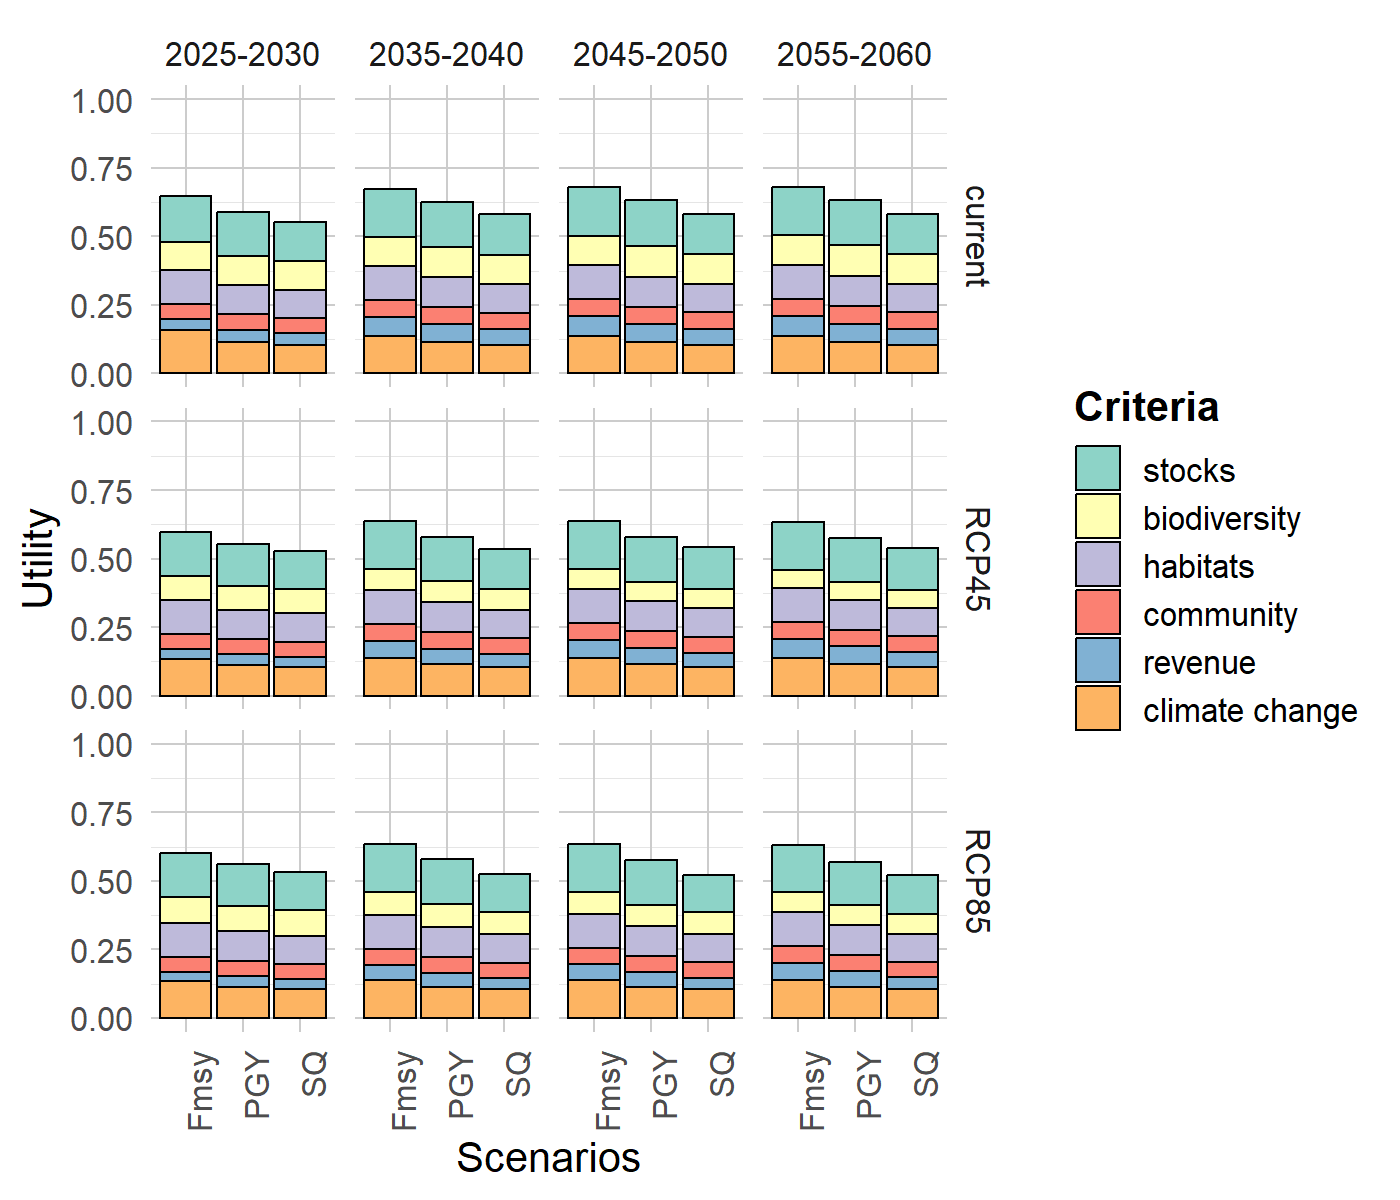 2025-2030 2035-2040 2045-2050 2055-2060
1.00
0.75
0.50
0.25
0.00
current
1.00
0.75
0.50
0.25
0.00
RCP45
1.00
0.75
0.50
0.25
0.00
RCP85
Utility
Fmsy PGY SQ Fmsy PGY SQ Fmsy PGY SQ Fmsy PGY SQ
Scenarios
Criteria
stocks
biodiversity
habitats
community
revenue
climate change